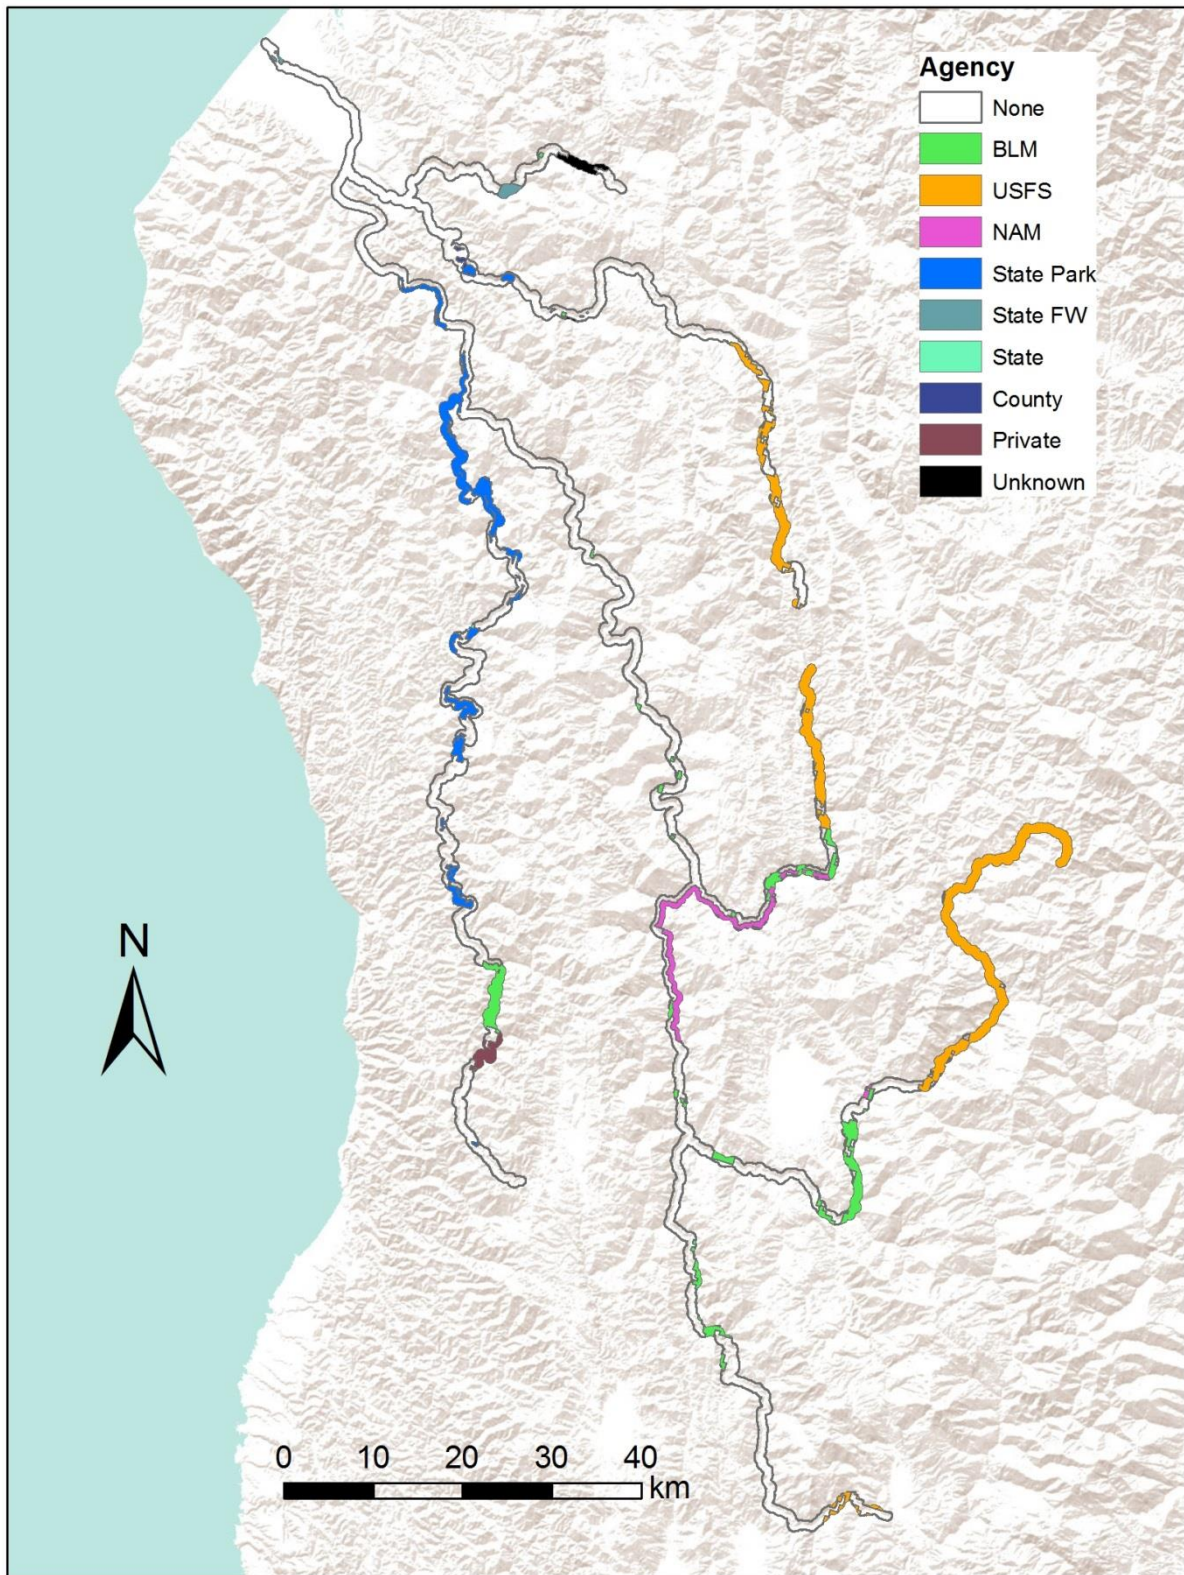 Agency
None
BLM
USFS
NAM
State Park
State FW
State
County
Private
Unknown
N
0 10 20 30 40
km